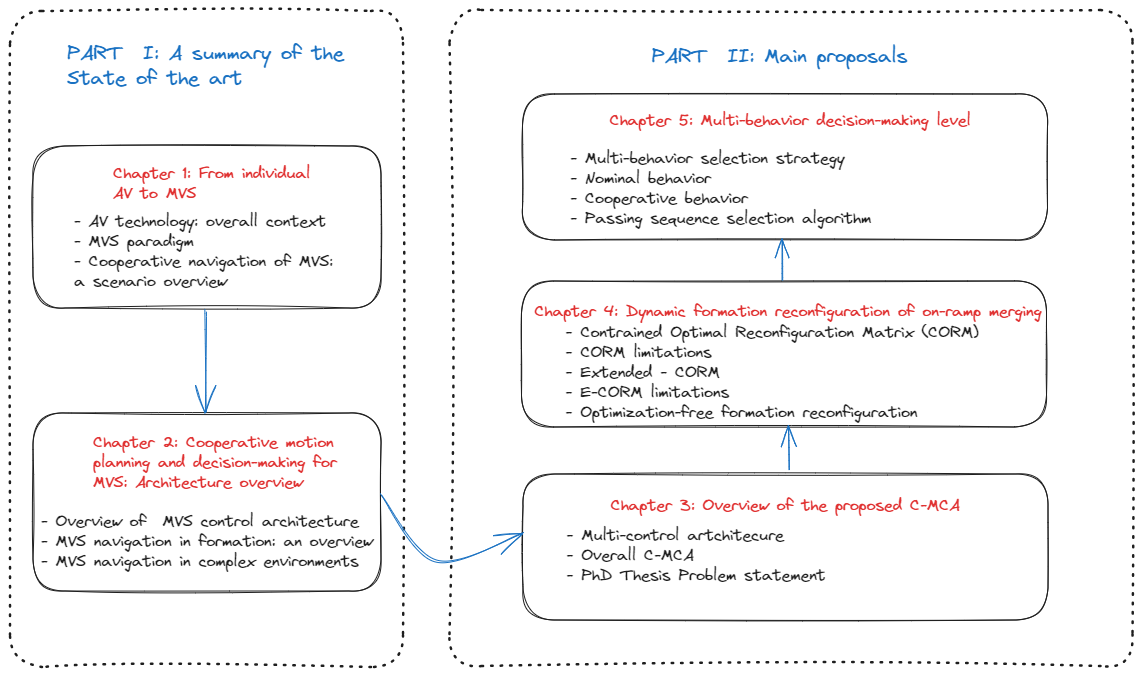 PART I: A summary of the
State of the art
Chapter 1: From individual
AV to MVS
- AV technology: overall context
- MVS paradigm
- Cooperative navigation of MVS:
a scenario overview
Chapter 2: Cooperative motion
planning and decision-making for
MVS: Architecture overview
- Overview of MVS control architecture
- MVS navigation in formation: an overview
- MVS navigation in complex environments
PART II: Main proposals
Chapter 5: Multi-behavior decision-making level
- Multi-behavior selection strategy
- Nominal behavior
- Cooperative behavior
- Passing sequence selection algorithm
Chapter 4: Dynamic formation reconfiguration of on-ramp merging
- Contrained Optimal Reconfiguration Matrix (CORM)
- CORM limitations
- Extended - CORM
- E-CORM limitations
- Optimization-free formation reconfiguration
Chapter 3: Overview of the proposed C-MCA
- Multi-control artchitecure
- Overall C-MCA
- PhD Thesis Problem statement